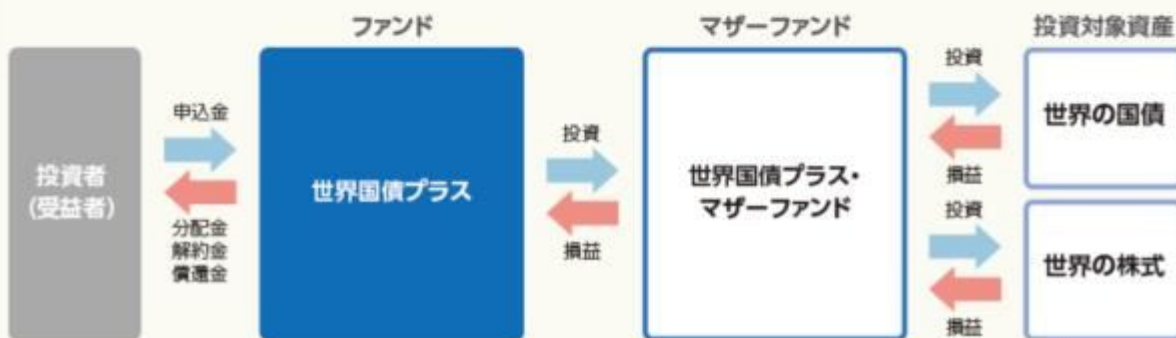 ファンド
マザーファンド
投資対象資産
投資者
(受益者)
申込金
分配金
解約金
償還金
世界国債プラス
投資
損益
世界国債プラス・
マザーファンド
投資
損益
世界の国債
投資
損益
世界の株式